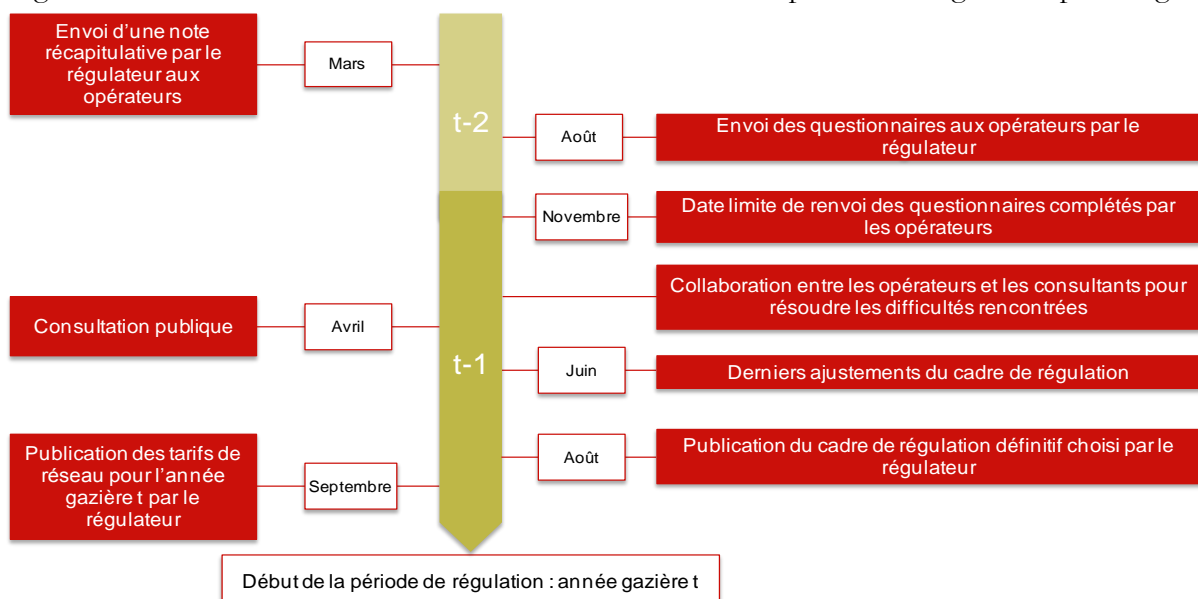 Envoi d'une note
récapitulative par le
régulateur aux
opérateurs
Mars
t-2
Août
Envoi des questionnaires aux opérateurs par le
régulateur
Novembre
Date limite de renvoi des questionnaires complétés par
les opérateurs
Collaboration entre les opérateurs et les consultants pour
résoudre les difficultés rencontrées
Consultation publique
Avril
t-1
Juin
Derniers ajustements du cadre de régulation
Août
Publication du cadre de régulation définitif choisi par le
régulateur
Publication des tarifs de
réseau pour l'année
gazière t par le
régulateur
Septembre
Début de la période de régulation : année gazière t